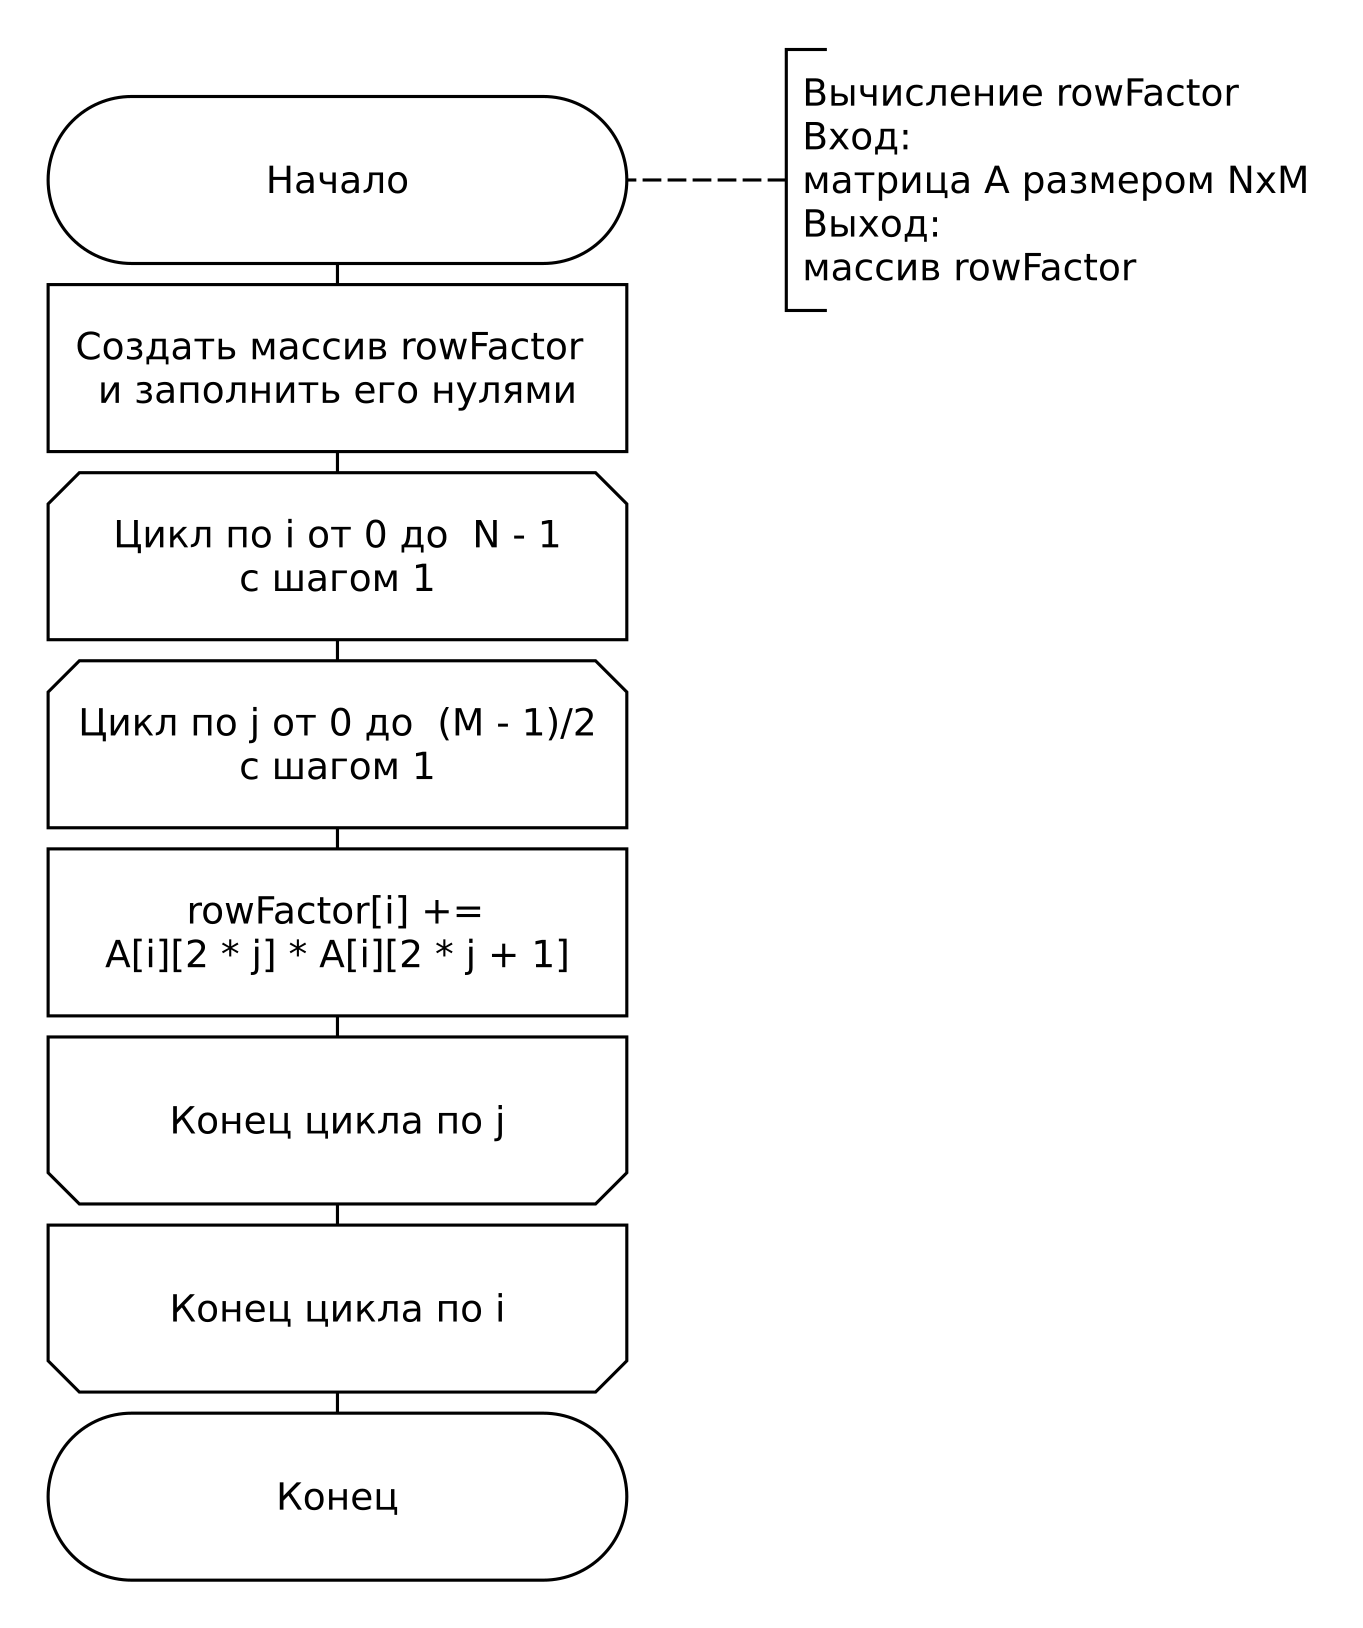 Начало
Вычисление rowFactor
Вход:
матрица A размером NxM
Выход:
массив rowFactor
Создать массив rowFactor
и заполнить его нулями
Цикл по i от 0 до  N - 1
с шагом 1
Цикл по j от 0 до  (M - 1)/2
с шагом 1
rowFactor[i] +=
A[i][2 * j] * A[i][2 * j + 1]
Конец цикла по j
Конец цикла по i
Конец